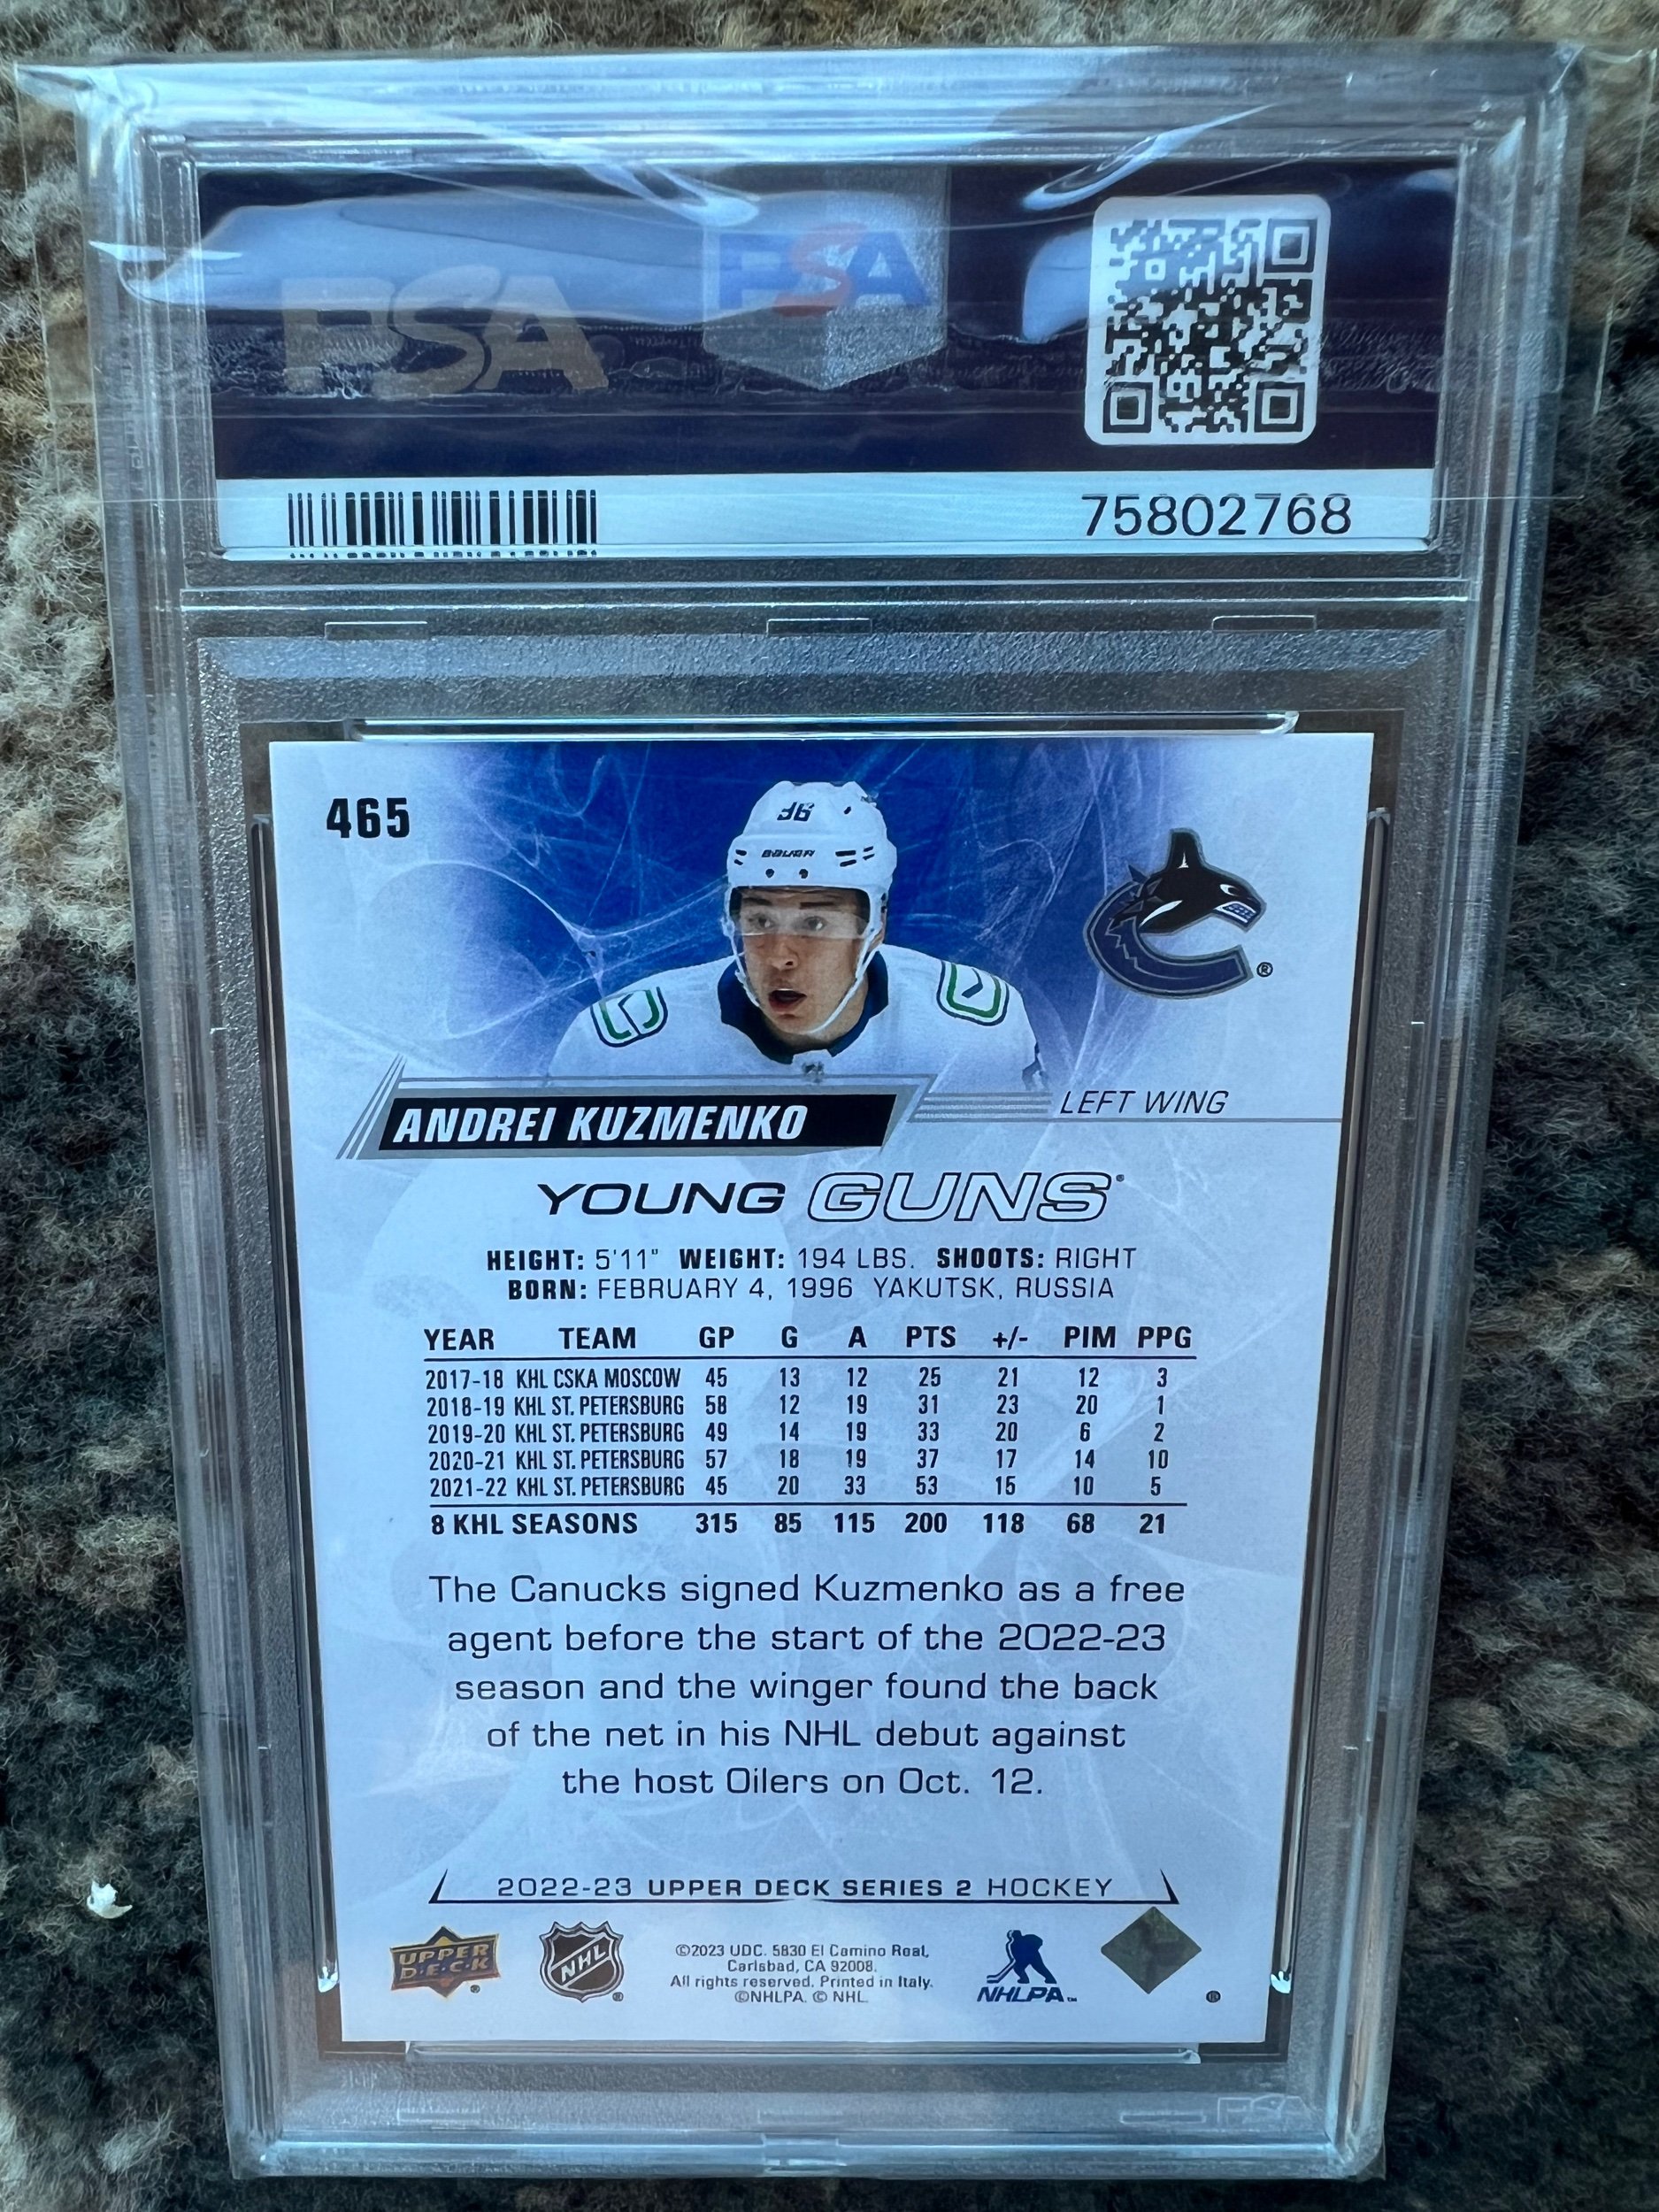 PSA
PSA
75802768
465
36
BAUER
®
ANDREI KUZMENKO
LEFT WING
YOUNG GUNS
HEIGHT: 5'11" WEIGHT: 194 LBS. SHOOTS: RIGHT
BORN: FEBRUARY 4, 1996 YAKUTSK, RUSSIA
YEAR TEAM GP G A PTS +/- PIM PPG
2017-18 KHL CSKA MOSCOW 45 13 12 25 21 12 3
2018-19 KHL ST. PETERSBURG 58 12 19 31 23 20 1
2019-20 KHL ST. PETERSBURG 49 14 19 33 20 6 2
2020-21 KHL ST. PETERSBURG 57 18 19 37 17 14 10
2021-22 KHL ST. PETERSBURG 45 20 33 53 15 10 5
8 KHL SEASONS 315 85 115 200 118 68 21
The Canucks signed Kuzmenko as a free
agent before the start of the 2022-23
season and the winger found the back
of the net in his NHL debut against
the host Oilers on Oct. 12.
2022-23 UPPER DECK SERIES 2 HOCKEY
UPPER DECK ®
NHL ®
©2023 UDC. 5830 El Camino Real,
Carlsbad, CA 92008.
All rights reserved. Printed in Italy.
©NHLPA. © NHL.
NHLPA™
®
PSA